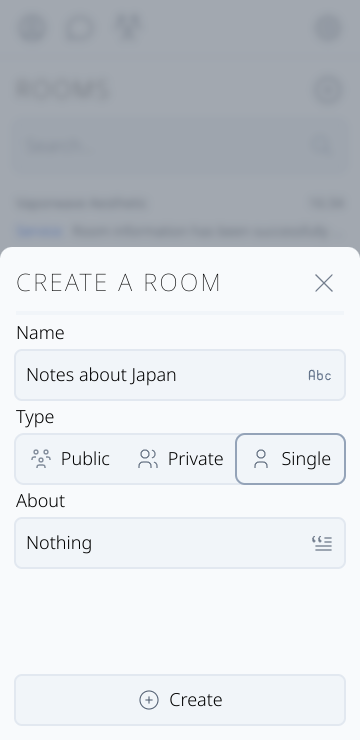 ROOMS
Search...
CREATE A ROOM
Name
Notes about Japan
Abc
Type
Public
Private
Single
About
Nothing
Create